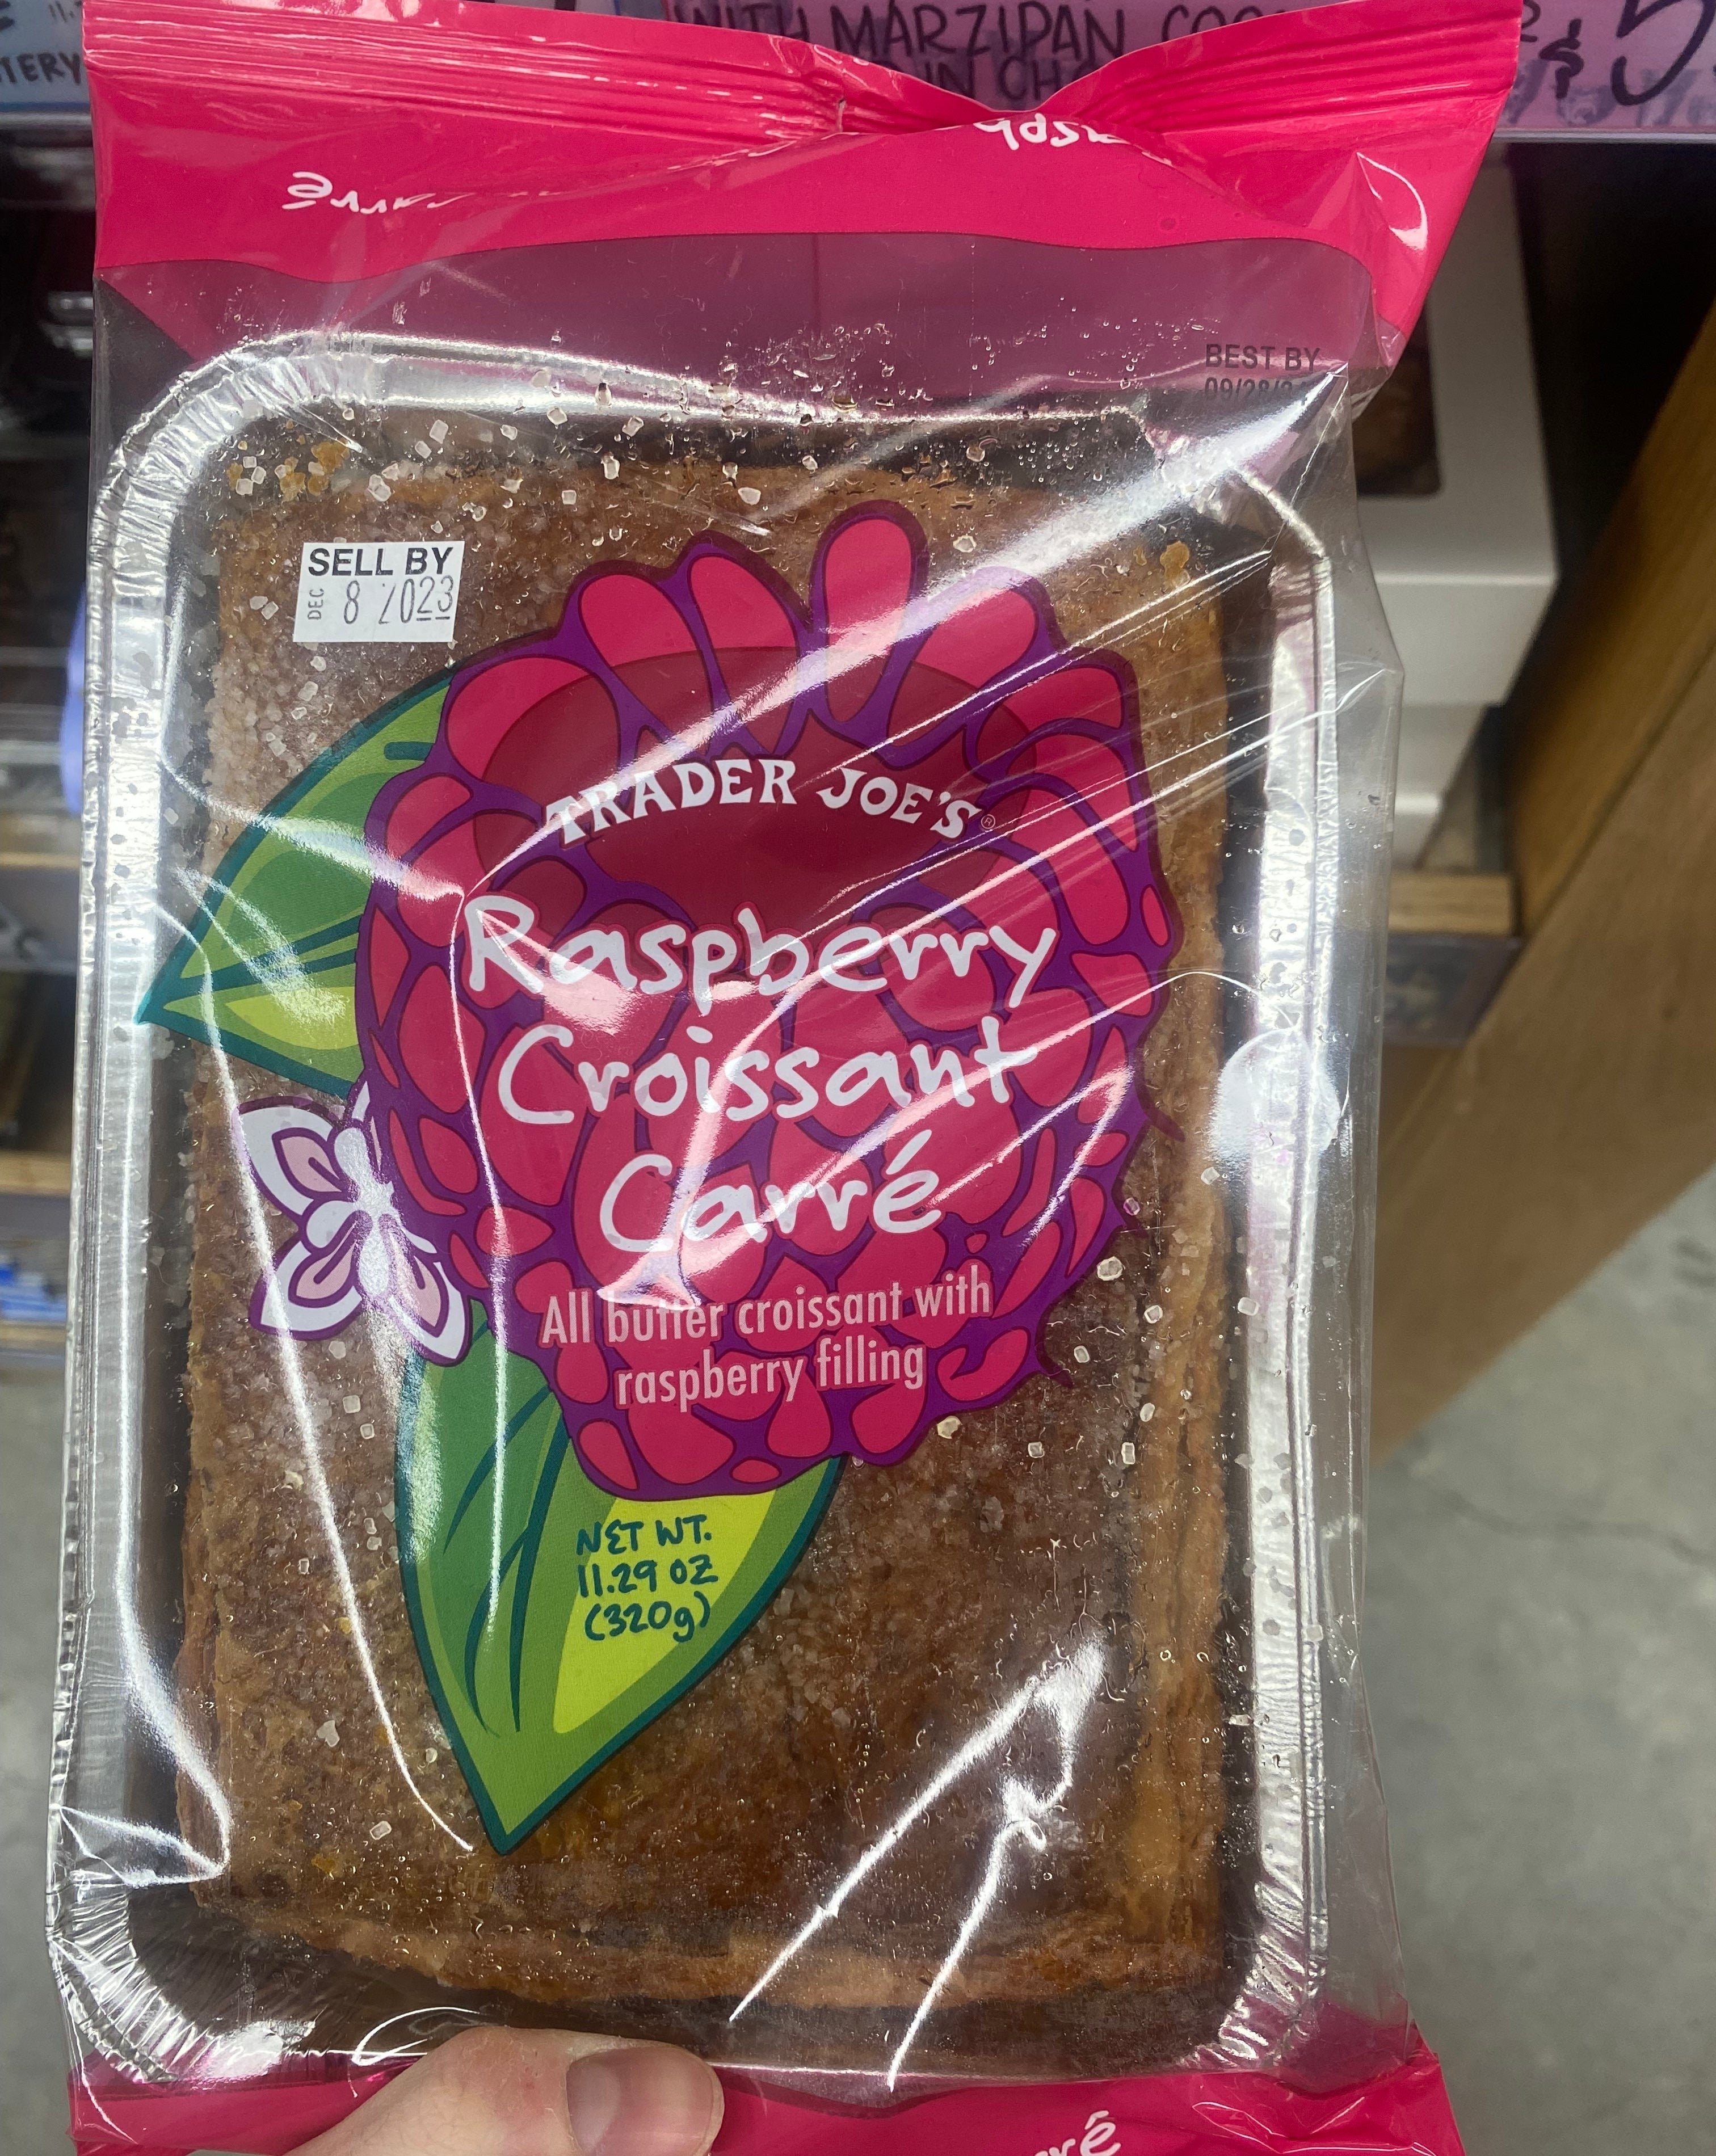 WITH MARZIPAN
$5
BEST BY
SELL BY
DEC 8 2023
TRADER JOE'S®
Raspberry
Croissant
Carré
All butter croissant with
raspberry filling
NET WT.
11.29 OZ
(320g)